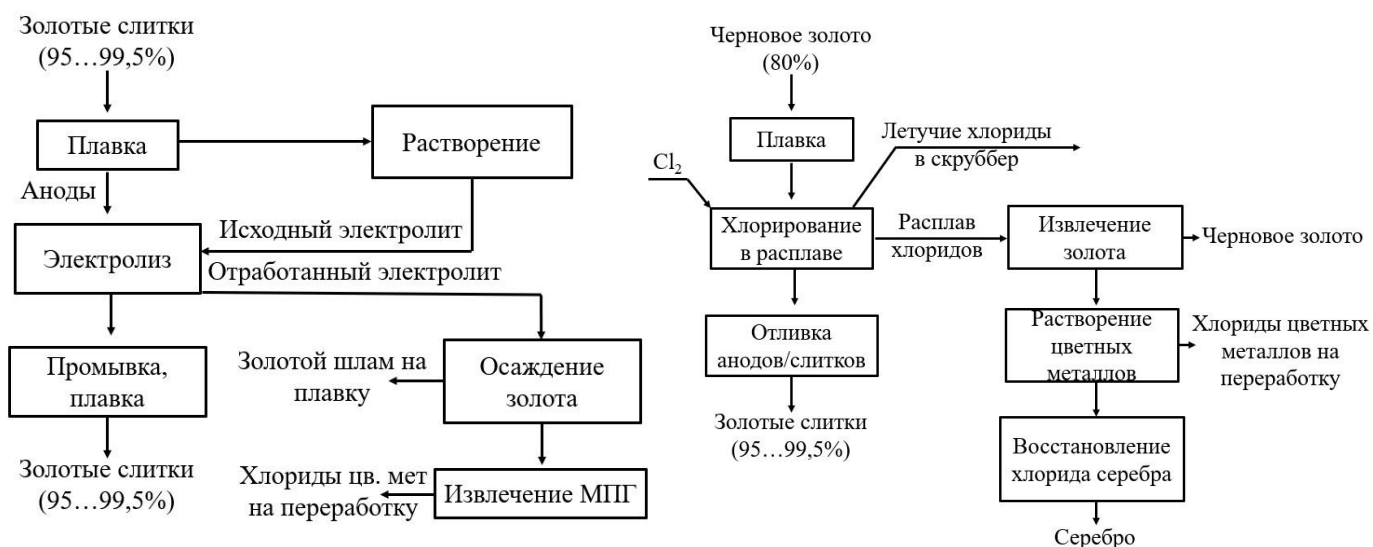 Золотые слитки
(95…99,5%)
Плавка
Растворение
Аноды
Исходный электролит
Электролиз
Отработанный электролит
Промывка,
плавка
Золотой шлам на
плавку
Осаждение
золота
Золотые слитки
(95…99,5%)
Хлориды цв. мет
на переработку
Извлечение МПГ
Черновое золото
(80%)
Плавка
Летучие хлориды
в скруббер
Cl₂
Хлорирование
в расплаве
Расплав
хлоридов
Извлечение
золота
Черновое золото
Отливка
анодов/слитков
Растворение
цветных
металлов
Хлориды цветных
металлов на
переработку
Золотые слитки
(95…99,5%)
Восстановление
хлорида серебра
Серебро